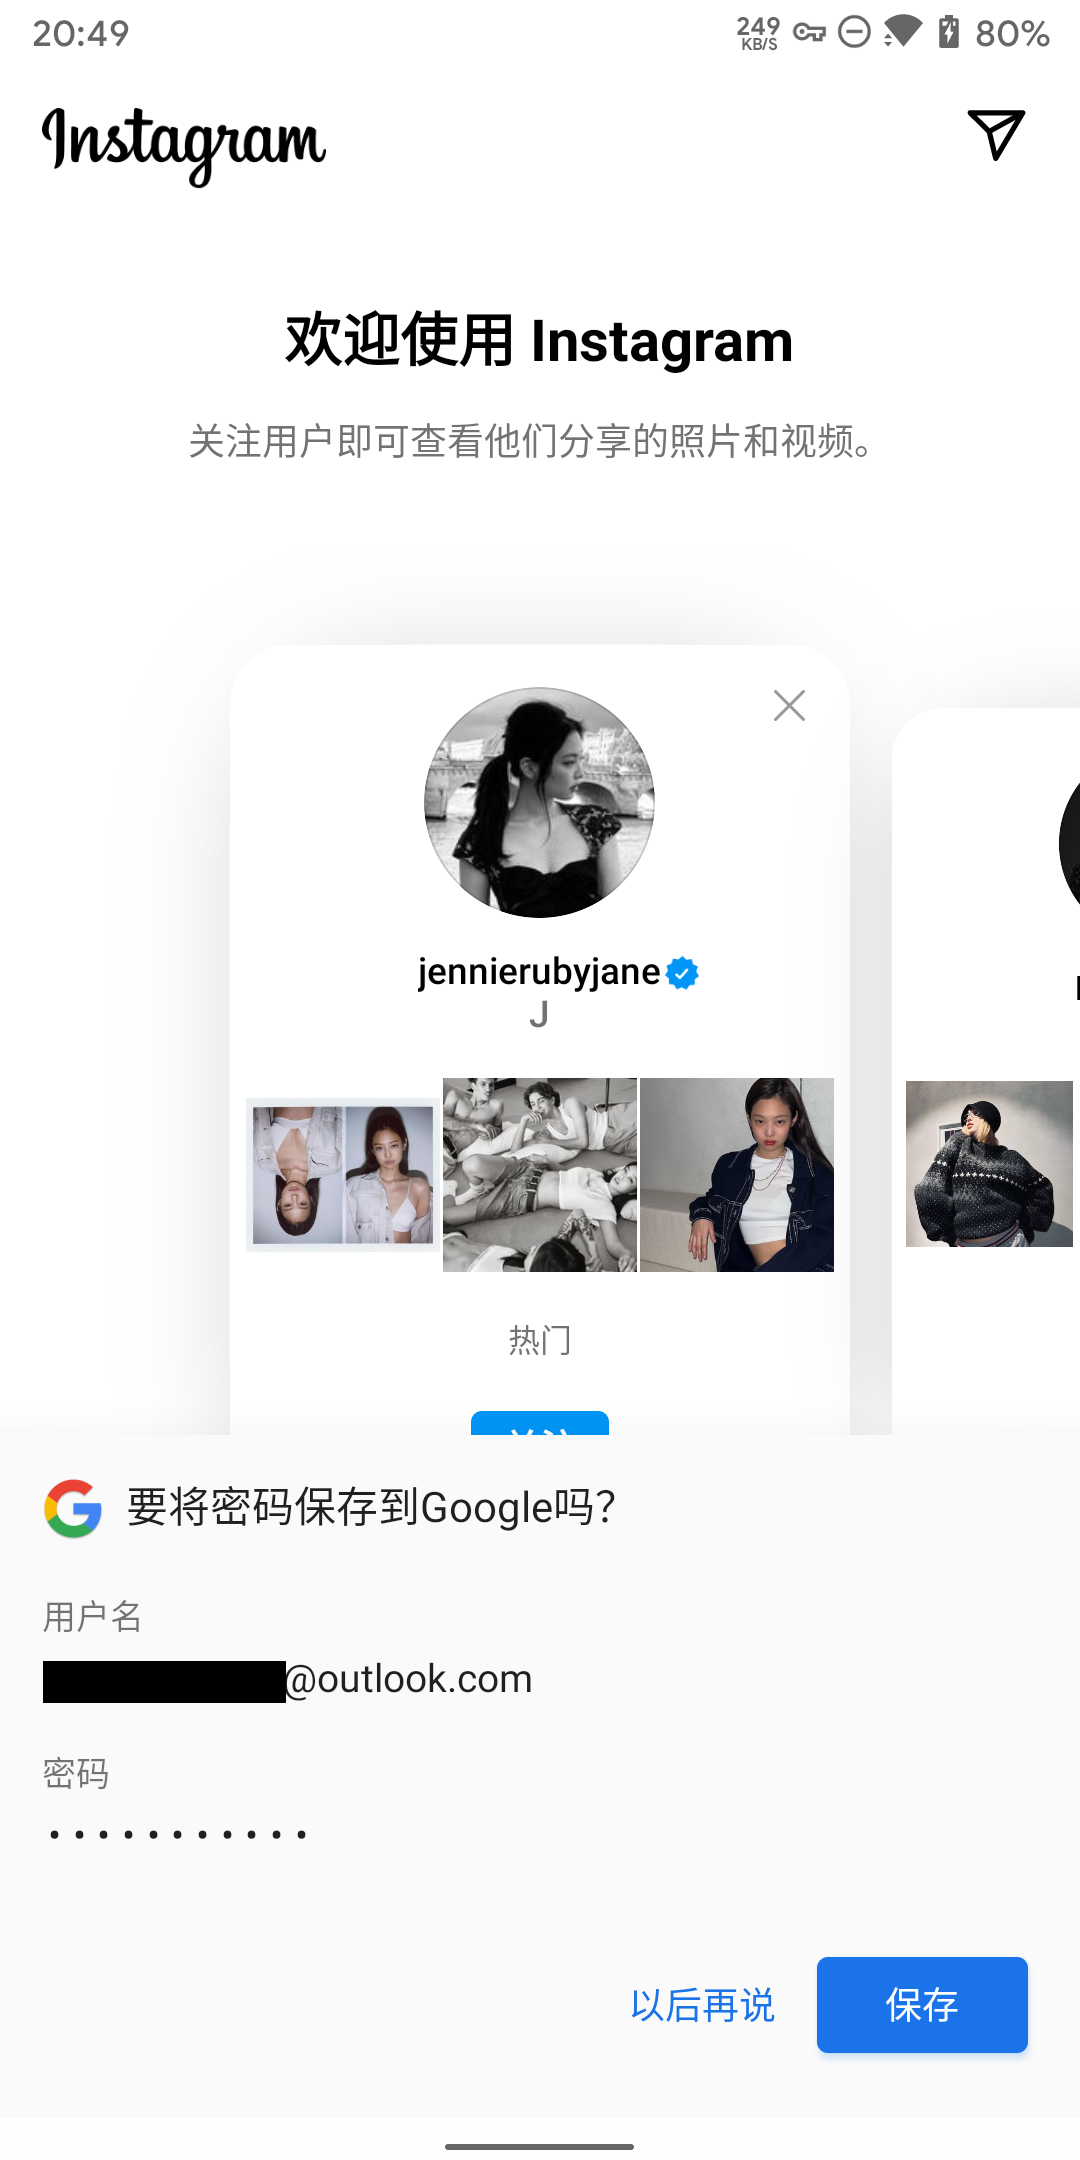 20:49
249
KB/S
80%
Instagram
欢迎使用 Instagram
关注用户即可查看他们分享的照片和视频。
jennierubyjane
J
热门
要将密码保存到Google吗？
用户名
@outlook.com
密码
···········
以后再说
保存